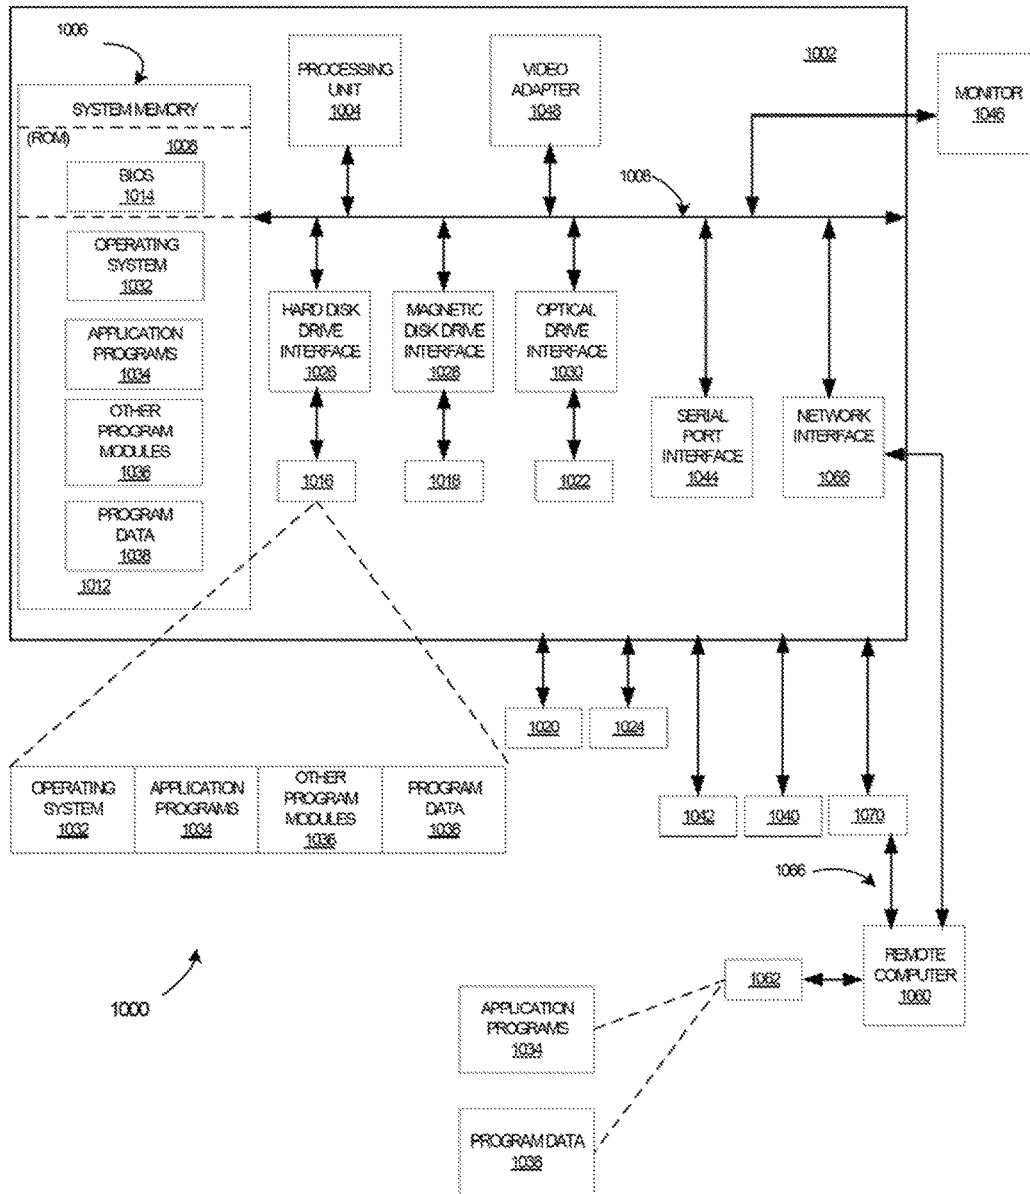 1006
SYSTEM MEMORY
(ROM)
1008
BIOS
1014
OPERATING
SYSTEM
1032
APPLICATION
PROGRAMS
1034
OTHER
PROGRAM
MODULES
1036
PROGRAM
DATA
1038
1012
PROCESSING
UNIT
1004
VIDEO
ADAPTER
1048
1002
MONITOR
1046
1008
HARD DISK
DRIVE
INTERFACE
1026
MAGNETIC
DISK DRIVE
INTERFACE
1028
OPTICAL
DRIVE
INTERFACE
1030
SERIAL
PORT
INTERFACE
1044
NETWORK
INTERFACE
1068
1016
1018
1022
1020
1024
1042
1040
1070
OPERATING
SYSTEM
1032
APPLICATION
PROGRAMS
1034
OTHER
PROGRAM
MODULES
1036
PROGRAM
DATA
1038
1066
REMOTE
COMPUTER
1060
1062
1000
APPLICATION
PROGRAMS
1034
PROGRAM DATA
1038